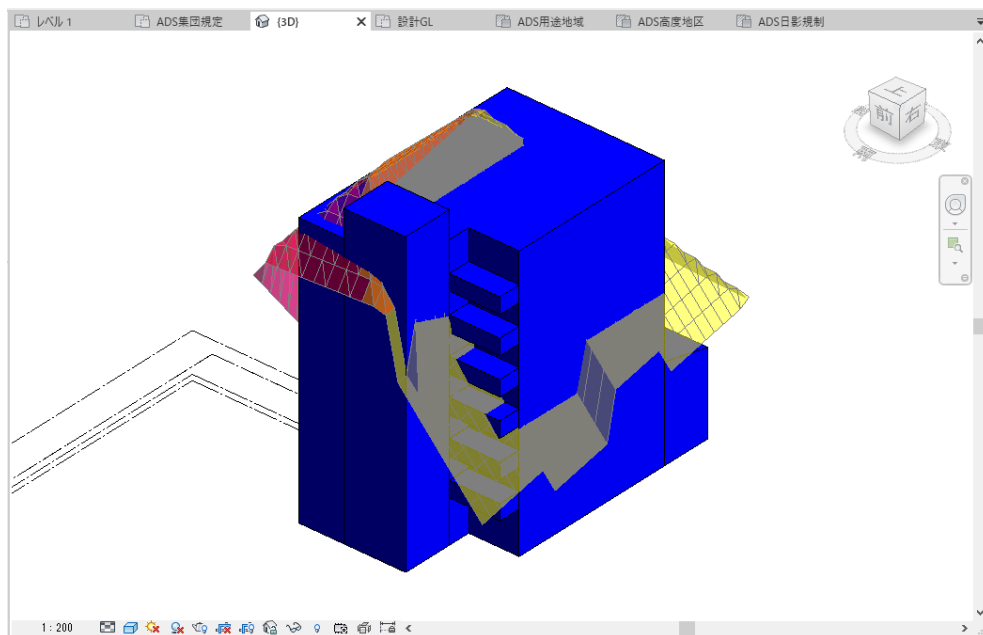 レベル 1
ADS集団規定
{3D}
設計GL
ADS用途地域
ADS高度地区
ADS日影規制
上
前
右
1 : 200